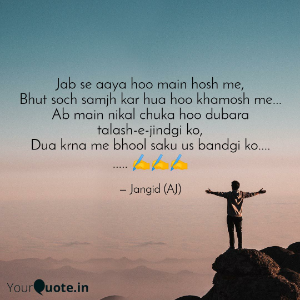 Jab se aaya hoo main hosh me,
Bhut soch samjh kar hua hoo khamosh me...
Ab main nikal chuka hoo dubara
talash-e-jindgi ko,
Dua krna me bhool saku us bandgi ko....
..... ✍✍✍
– Jangid (AJ)
YourQuote.in